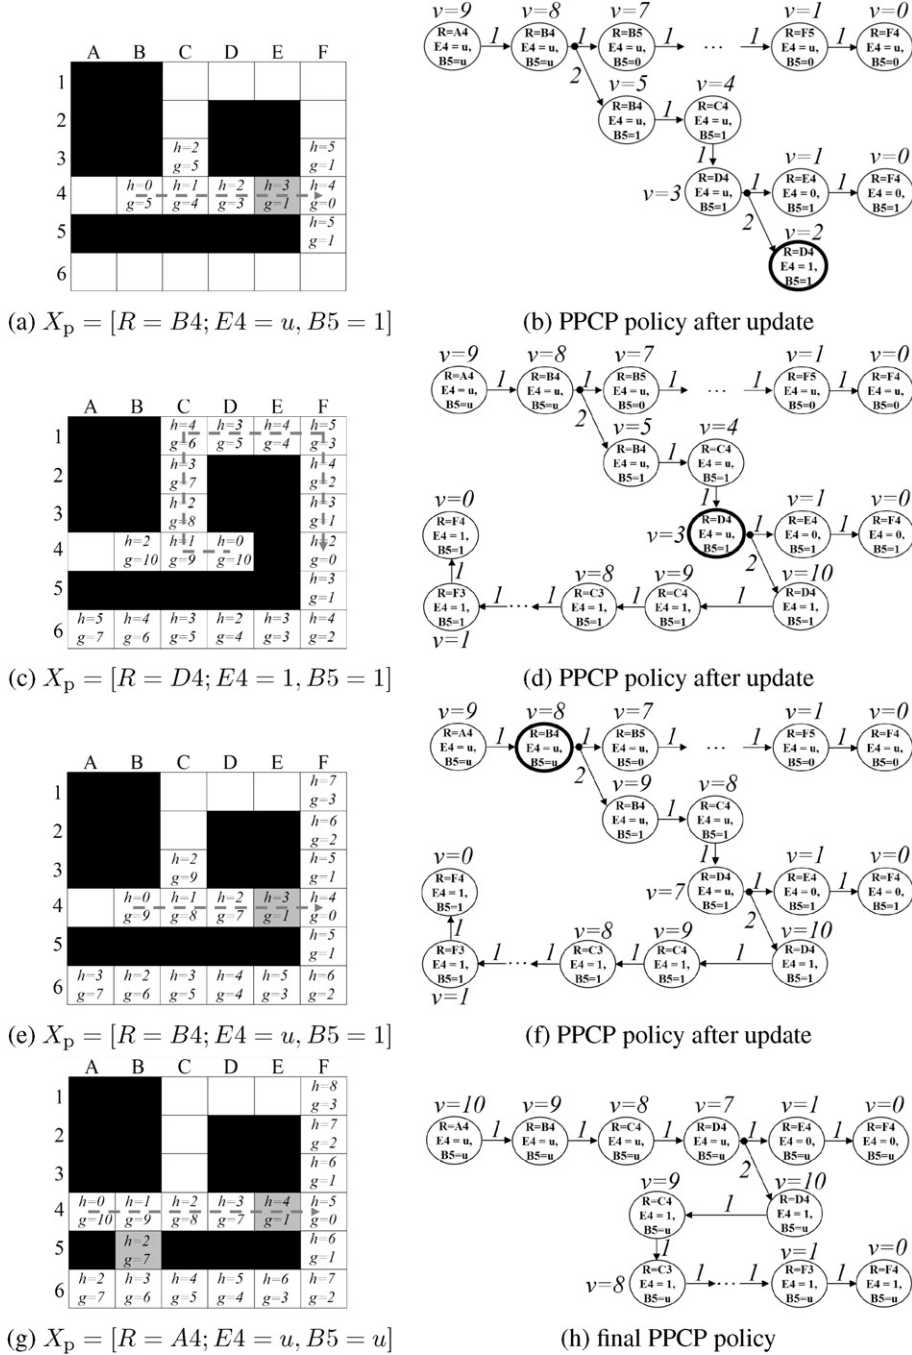 A B C D E F
1
2
3 h=2 h=5
g=5 g=1
4 h=0 h=1 h=2 h=3 h=4
g=5 g=4 g=3 g=1 g=0
5 h=5
g=1
6
(a) Xp = [R = B4; E4 = u, B5 = 1]
v=9 v=8 v=7 v=1 v=0
R=A4 E4 = u, B5=u 1 R=B4 E4 = u, B5=u 1 R=B5 E4 = u, B5=0 1 ... 1 R=F5 E4 = u, B5=0 1 R=F4 E4 = u, B5=0
2 v=5 v=4
R=B4 E4 = u, B5=1 1 R=C4 E4 = u, B5=1
1 v=1 v=0
v=3 R=D4 E4 = u, B5=1 1 R=E4 E4 = 0, B5=1 1 R=F4 E4 = 0, B5=1
2 v=2
R=D4 E4 = 1, B5=1
(b) PPCP policy after update
A B C D E F
1 h=4 h=3 h=4 h=5
g=6 g=5 g=4 g=3
2 h=3 h=4
g=7 g=2
3 h=2 h=3
g=8 g=1
4 h=2 h=1 h=0 h=2
g=10 g=9 g=10 g=0
5 h=3
g=1
6 h=5 h=4 h=3 h=2 h=3 h=4
g=7 g=6 g=5 g=4 g=3 g=2
(c) Xp = [R = D4; E4 = 1, B5 = 1]
v=9 v=8 v=7 v=1 v=0
R=A4 E4 = u, B5=u 1 R=B4 E4 = u, B5=u 1 R=B5 E4 = u, B5=0 1 ... 1 R=F5 E4 = u, B5=0 1 R=F4 E4 = u, B5=0
2 v=5 v=4
R=B4 E4 = u, B5=1 1 R=C4 E4 = u, B5=1
v=0 1 v=1 v=0
R=F4 E4 = 1, B5=1 v=3 R=D4 E4 = u, B5=1 1 R=E4 E4 = 0, B5=1 1 R=F4 E4 = 0, B5=1
1 v=8 v=9 2 v=10
R=F3 E4 = 1, B5=1 1 ... 1 R=C3 E4 = 1, B5=1 1 R=C4 E4 = 1, B5=1 1 R=D4 E4 = 1, B5=1
v=1
(d) PPCP policy after update
A B C D E F
1 h=7
g=3
2 h=6
g=2
3 h=2 h=5
g=9 g=1
4 h=0 h=1 h=2 h=3 h=4
g=9 g=8 g=7 g=1 g=0
5 h=5
g=1
6 h=3 h=2 h=3 h=4 h=5 h=6
g=7 g=6 g=5 g=4 g=3 g=2
(e) Xp = [R = B4; E4 = u, B5 = 1]
v=9 v=8 v=7 v=1 v=0
R=A4 E4 = u, B5=u 1 R=B4 E4 = u, B5=u 1 R=B5 E4 = u, B5=0 1 ... 1 R=F5 E4 = u, B5=0 1 R=F4 E4 = u, B5=0
2 v=9 v=8
R=B4 E4 = u, B5=1 1 R=C4 E4 = u, B5=1
v=0 1 v=1 v=0
R=F4 E4 = 1, B5=1 v=7 R=D4 E4 = u, B5=1 1 R=E4 E4 = 0, B5=1 1 R=F4 E4 = 0, B5=1
1 v=8 v=9 2 v=10
R=F3 E4 = 1, B5=1 1 ... 1 R=C3 E4 = 1, B5=1 1 R=C4 E4 = 1, B5=1 1 R=D4 E4 = 1, B5=1
v=1
(f) PPCP policy after update
A B C D E F
1 h=8
g=3
2 h=7
g=2
3 h=6
g=1
4 h=0 h=1 h=2 h=3 h=4 h=5
g=10 g=9 g=8 g=7 g=1 g=0
5 h=2 h=6
g=7 g=1
6 h=2 h=3 h=4 h=5 h=6 h=7
g=7 g=6 g=5 g=4 g=3 g=2
(g) Xp = [R = A4; E4 = u, B5 = u]
v=10 v=9 v=8 v=7 v=1 v=0
R=A4 E4 = u, B5=u 1 R=B4 E4 = u, B5=u 1 R=C4 E4 = u, B5=u 1 R=D4 E4 = u, B5=u 1 R=E4 E4 = 0, B5=u 1 R=F4 E4 = 0, B5=u
v=9 2 v=10
R=C4 E4 = 1, B5=u 1 R=D4 E4 = 1, B5=u
1 v=1 v=0
v=8 R=C3 E4 = 1, B5=u 1 ... 1 R=F3 E4 = 1, B5=u 1 R=F4 E4 = 1, B5=u
(h) final PPCP policy